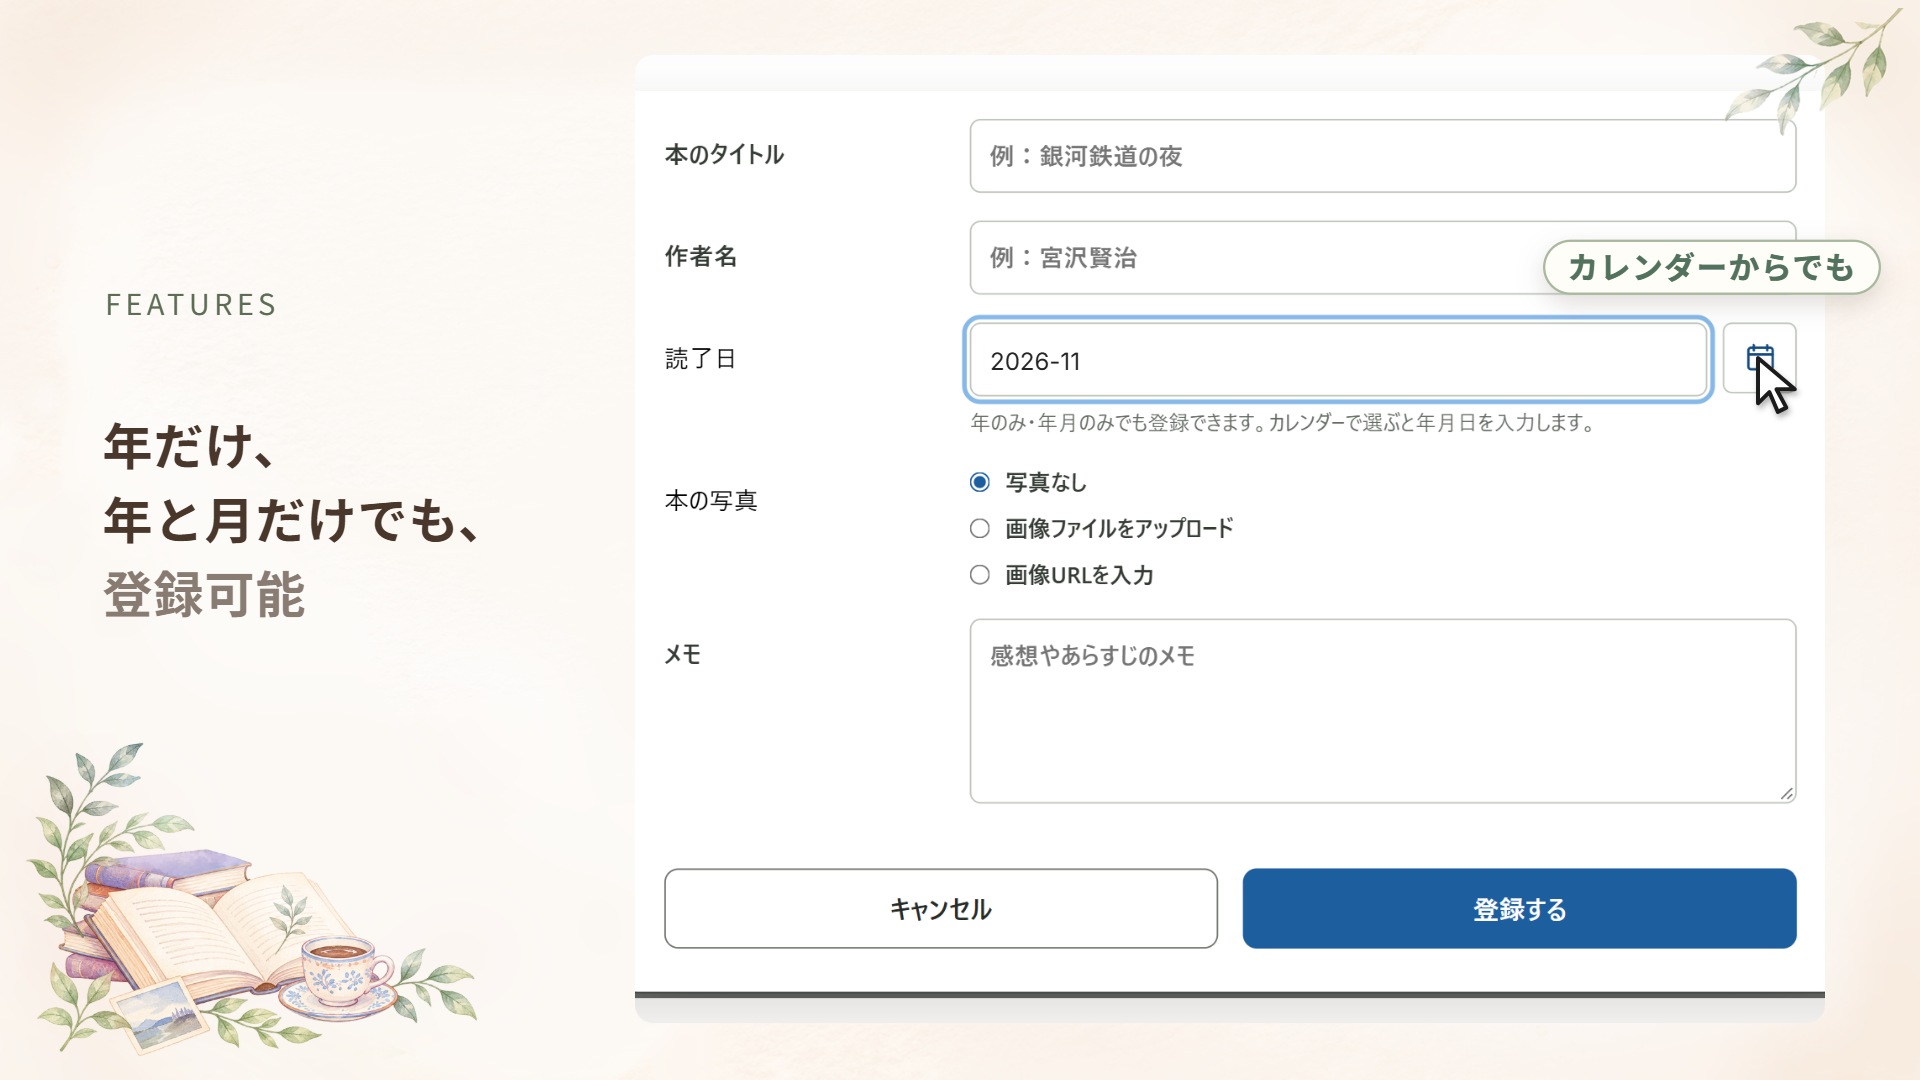 FEATURES
年だけ、
年と月だけでも、
登録可能
本のタイトル
例：銀河鉄道の夜
作者名
例：宮沢賢治
カレンダーからでも
読了日
2026-11
年のみ・年月のみでも登録できます。カレンダーで選ぶと年月日を入力します。
本の写真
写真なし
画像ファイルをアップロード
画像URLを入力
メモ
感想やあらすじのメモ
キャンセル
登録する